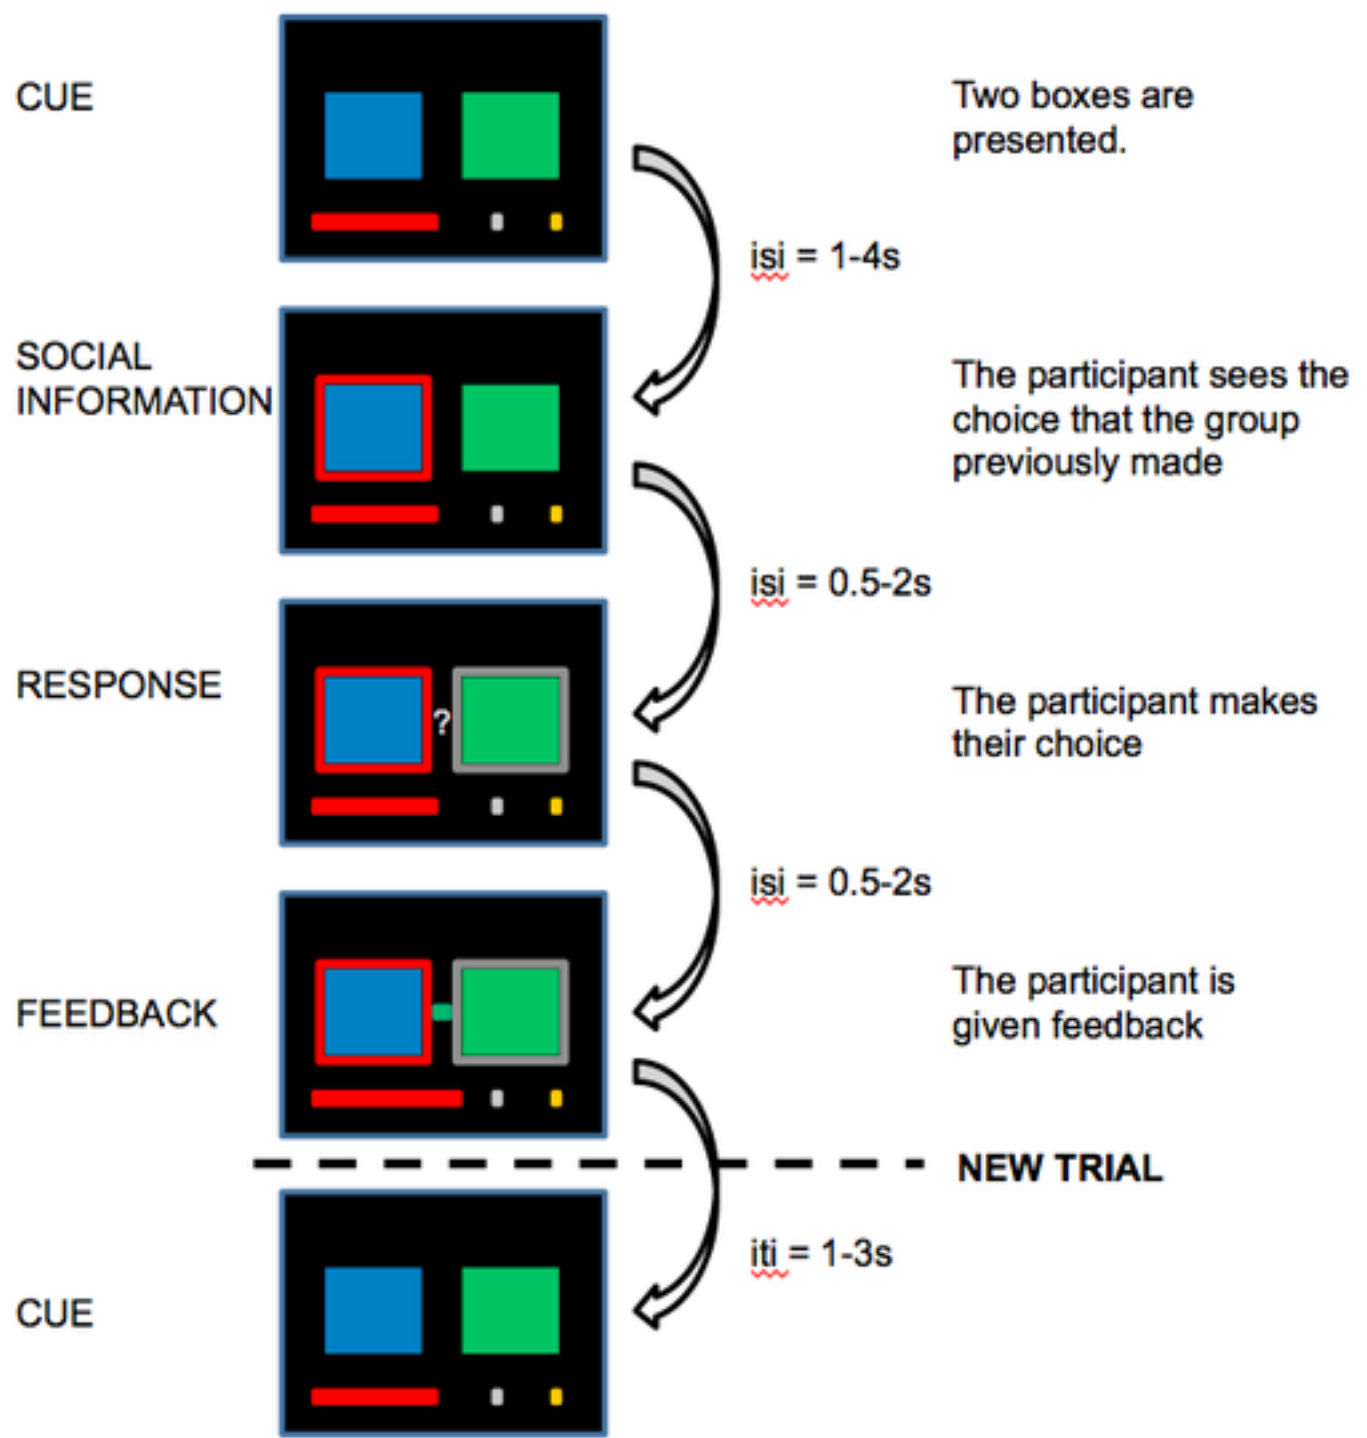 CUE
Two boxes are
presented.
isi = 1-4s
SOCIAL
INFORMATION
The participant sees the
choice that the group
previously made
isi = 0.5-2s
RESPONSE
?
The participant makes
their choice
isi = 0.5-2s
FEEDBACK
The participant is
given feedback
NEW TRIAL
iti = 1-3s
CUE